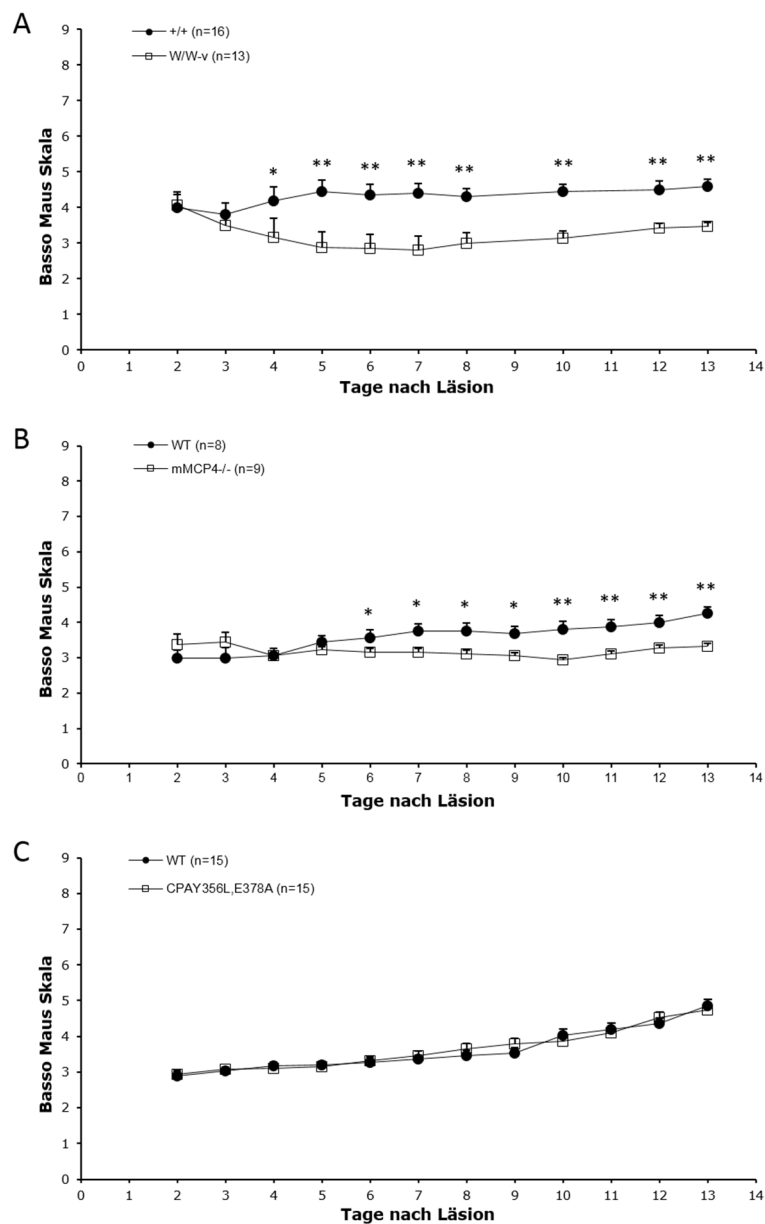 A
+/+ (n=16)
W/W-v (n=13)
Basso Maus Skala
9
8
7
6
5
4
3
2
1
0
* ** ** ** ** ** ** **
0 1 2 3 4 5 6 7 8 9 10 11 12 13 14
Tage nach Läsion
B
WT (n=8)
mMCP4-/- (n=9)
Basso Maus Skala
9
8
7
6
5
4
3
2
1
0
* * * * ** ** ** **
0 1 2 3 4 5 6 7 8 9 10 11 12 13 14
Tage nach Läsion
C
WT (n=15)
CPAY356L,E378A (n=15)
Basso Maus Skala
9
8
7
6
5
4
3
2
1
0
0 1 2 3 4 5 6 7 8 9 10 11 12 13 14
Tage nach Läsion